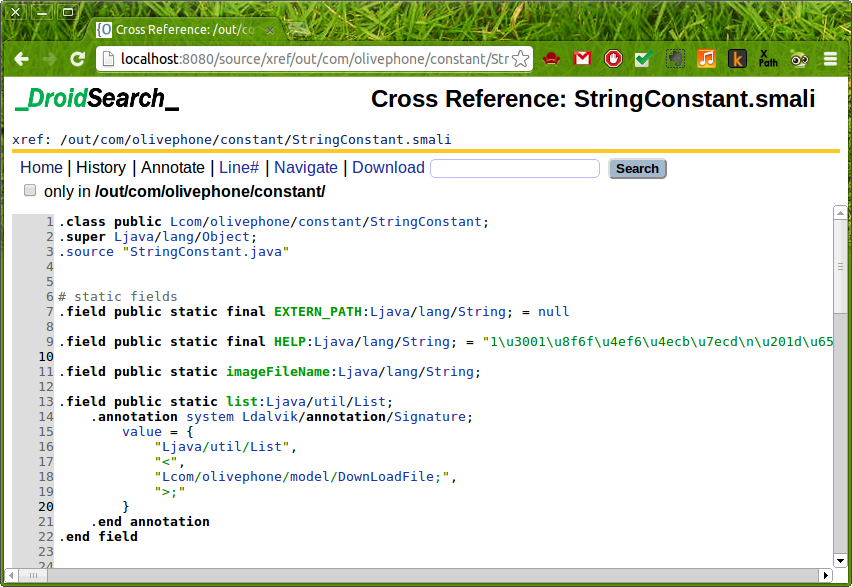 {O Cross Reference: /out/co
localhost:8080/source/xref/out/com/olivephone/constant/Str
X Path
_DroidSearch_
Cross Reference: StringConstant.smali
xref: /out/com/olivephone/constant/StringConstant.smali
Home | History | Annotate | Line# | Navigate | Download Search
only in /out/com/olivephone/constant/
1 .class public Lcom/olivephone/constant/StringConstant;
2 .super Ljava/lang/Object;
3 .source "StringConstant.java"
4
5
6 # static fields
7 .field public static final EXTERN_PATH:Ljava/lang/String; = null
8
9 .field public static final HELP:Ljava/lang/String; = "1\u3001\u8f6f\u4ef6\u4ecb\u7ecd\n\u201d\u65
10
11 .field public static imageFileName:Ljava/lang/String;
12
13 .field public static list:Ljava/util/List;
14 .annotation system Ldalvik/annotation/Signature;
15 value = {
16 "Ljava/util/List",
17 "<",
18 "Lcom/olivephone/model/DownLoadFile;",
19 ">;"
20 }
21 .end annotation
22 .end field
23
24